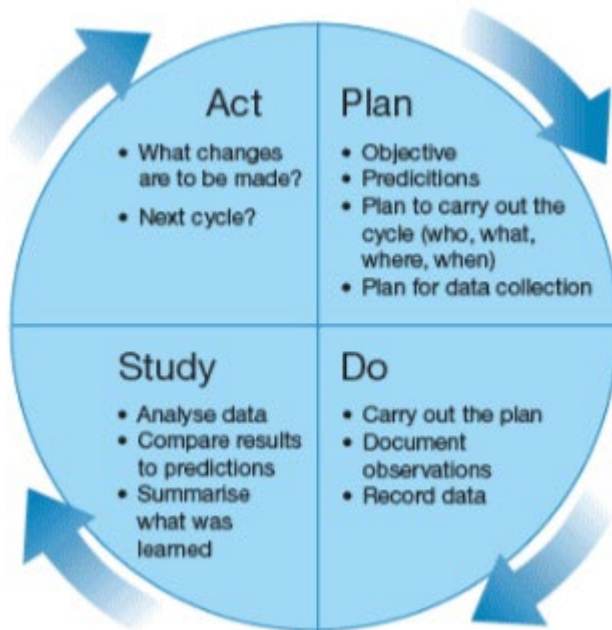 Act
• What changes
are to be made?
• Next cycle?
Plan
• Objective
• Predicitions
• Plan to carry out the
cycle (who, what,
where, when)
• Plan for data collection
Study
• Analyse data
• Compare results
to predictions
• Summarise
what was
learned
Do
• Carry out the plan
• Document
observations
• Record data